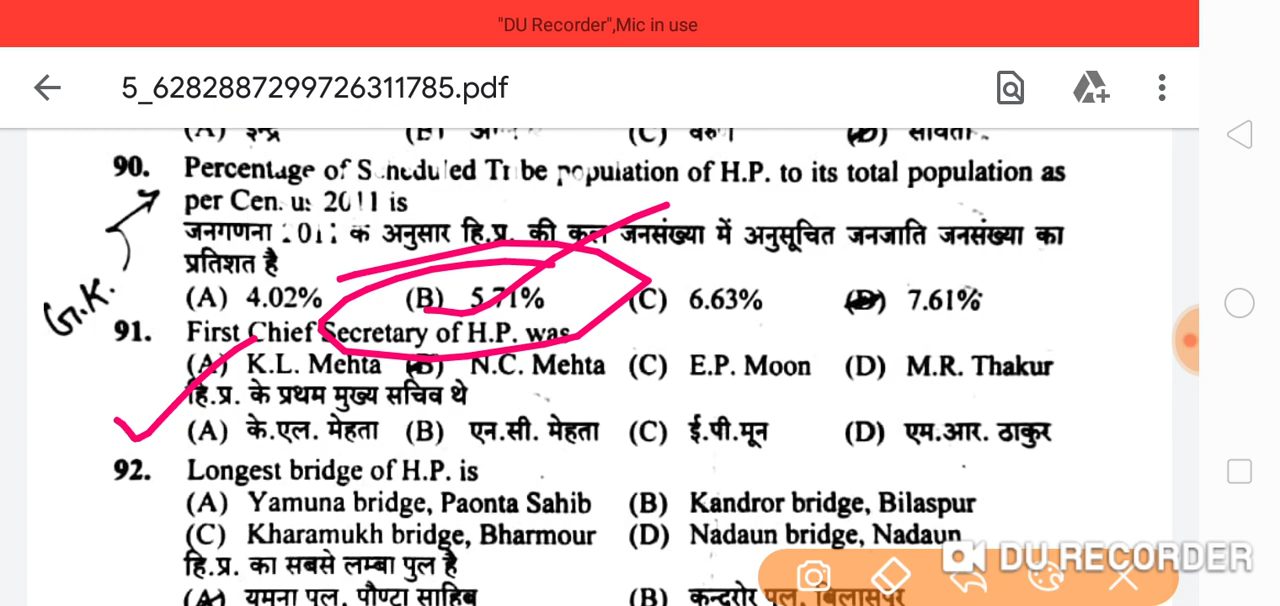 "DU Recorder",Mic in use
5_6282887299726311785.pdf
(C) (D) सविता
90. Percentage of Scheduled Tribe population of H.P. to its total population as
per Census 2011 is
जनगणना 2011 के अनुसार हि.प्र. की कुल जनसंख्या में अनुसूचित जनजाति जनसंख्या का
प्रतिशत है
G.K.
(A) 4.02% (B) 5.71% (C) 6.63% (D) 7.61%
91. First Chief Secretary of H.P. was
(A) K.L. Mehta (B) N.C. Mehta (C) E.P. Moon (D) M.R. Thakur
हि.प्र. के प्रथम मुख्य सचिव थे
(A) के.एल. मेहता (B) एन.सी. मेहता (C) ई.पी.मून (D) एम.आर. ठाकुर
92. Longest bridge of H.P. is
(A) Yamuna bridge, Paonta Sahib (B) Kandror bridge, Bilaspur
(C) Kharamukh bridge, Bharmour (D) Nadaun bridge, Nadaun
DU RECORDER
हि.प्र. का सबसे लम्बा पुल है
(A) यमुना पुल, पौण्टा साहिब (B) कन्दरोर पुल, बिलासपुर